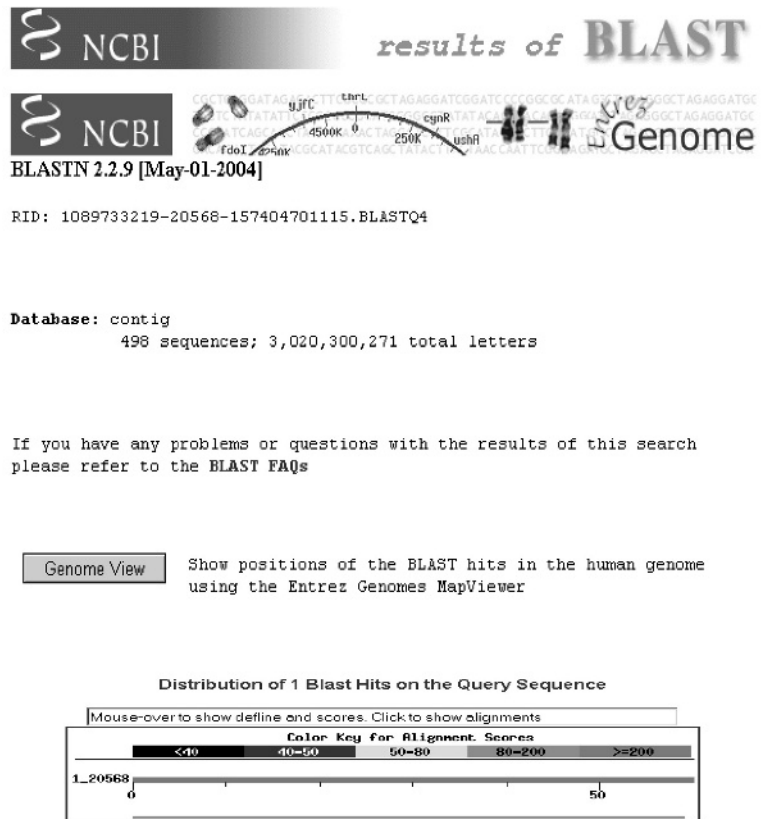 NCBI results of BLAST
NCBI
yjfC thrL cynR
4500K 0 250K ushA
fdoI 4250K
Entrez Genome
BLASTN 2.2.9 [May-01-2004]
RID: 1089733219-20568-157404701115.BLASTQ4
Database: contig
498 sequences; 3,020,300,271 total letters
If you have any problems or questions with the results of this search
please refer to the BLAST FAQs
Genome View Show positions of the BLAST hits in the human genome
using the Entrez Genomes MapViewer
Distribution of 1 Blast Hits on the Query Sequence
Mouse-over to show defline and scores. Click to show alignments
Color Key for Alignment Scores
<40 40-50 50-80 80-200 >=200
1_20568
0 50